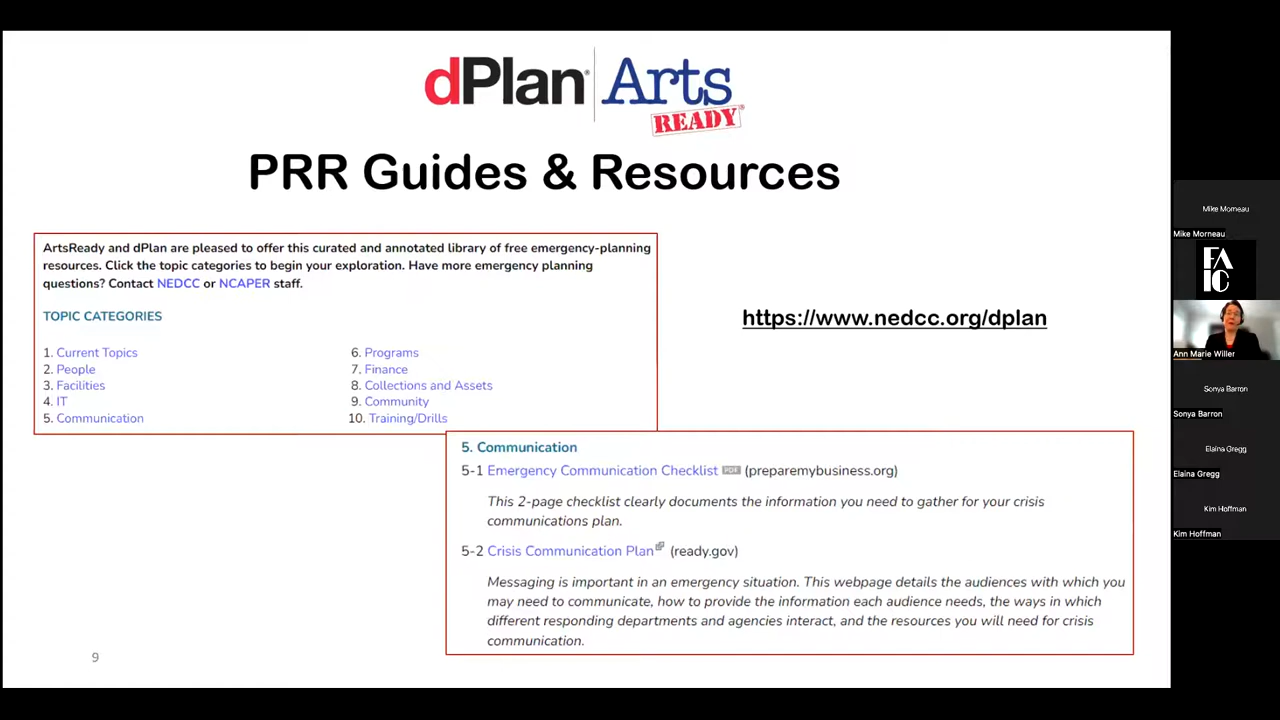 dPlan® Arts
READY®
PRR Guides & Resources
ArtsReady and dPlan are pleased to offer this curated and annotated library of free emergency-planning
resources. Click the topic categories to begin your exploration. Have more emergency planning
questions? Contact NEDCC or NCAPER staff.
TOPIC CATEGORIES
1. Current Topics
2. People
3. Facilities
4. IT
5. Communication
6. Programs
7. Finance
8. Collections and Assets
9. Community
10. Training/Drills
https://www.nedcc.org/dplan
5. Communication
5-1 Emergency Communication Checklist PDF (preparemybusiness.org)
This 2-page checklist clearly documents the information you need to gather for your crisis
communications plan.
5-2 Crisis Communication Plan (ready.gov)
Messaging is important in an emergency situation. This webpage details the audiences with which you
may need to communicate, how to provide the information each audience needs, the ways in which
different responding departments and agencies interact, and the resources you will need for crisis
communication.
9
Mike Morneau
Mike Morneau
FA
IC
Ann Marie Willer
Sonya Barron
Sonya Barron
Elaina Gregg
Elaina Gregg
Kim Hoffman
Kim Hoffman